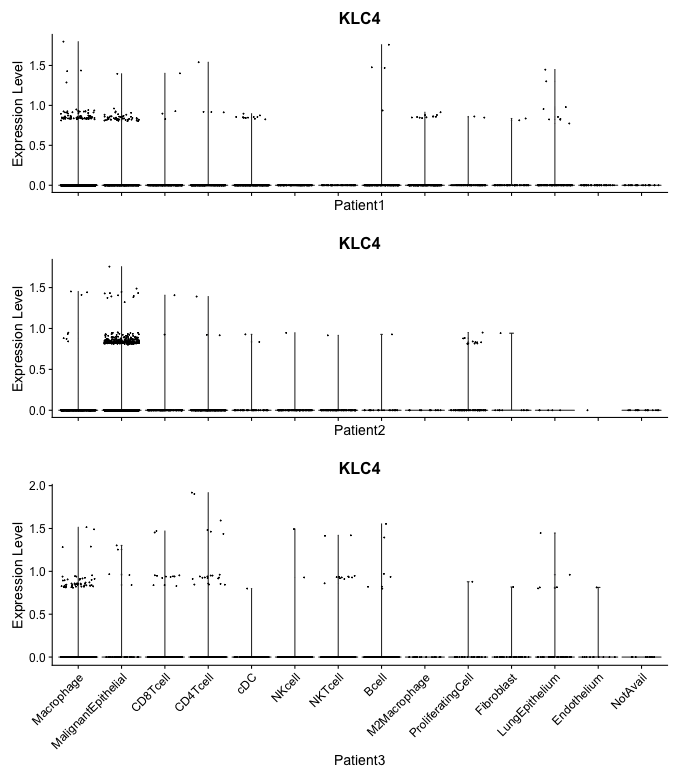 KLC4
Expression Level
1.5
1.0
0.5
0.0
Patient1
KLC4
Expression Level
1.5
1.0
0.5
0.0
Patient2
KLC4
Expression Level
2.0
1.5
1.0
0.5
0.0
Macrophage
MalignantEpithelial
CD8Tcell
CD4Tcell
cDC
NKcell
NKTcell
Bcell
M2Macrophage
ProliferatingCell
Fibroblast
LungEpithelium
Endothelium
NotAvail
Patient3